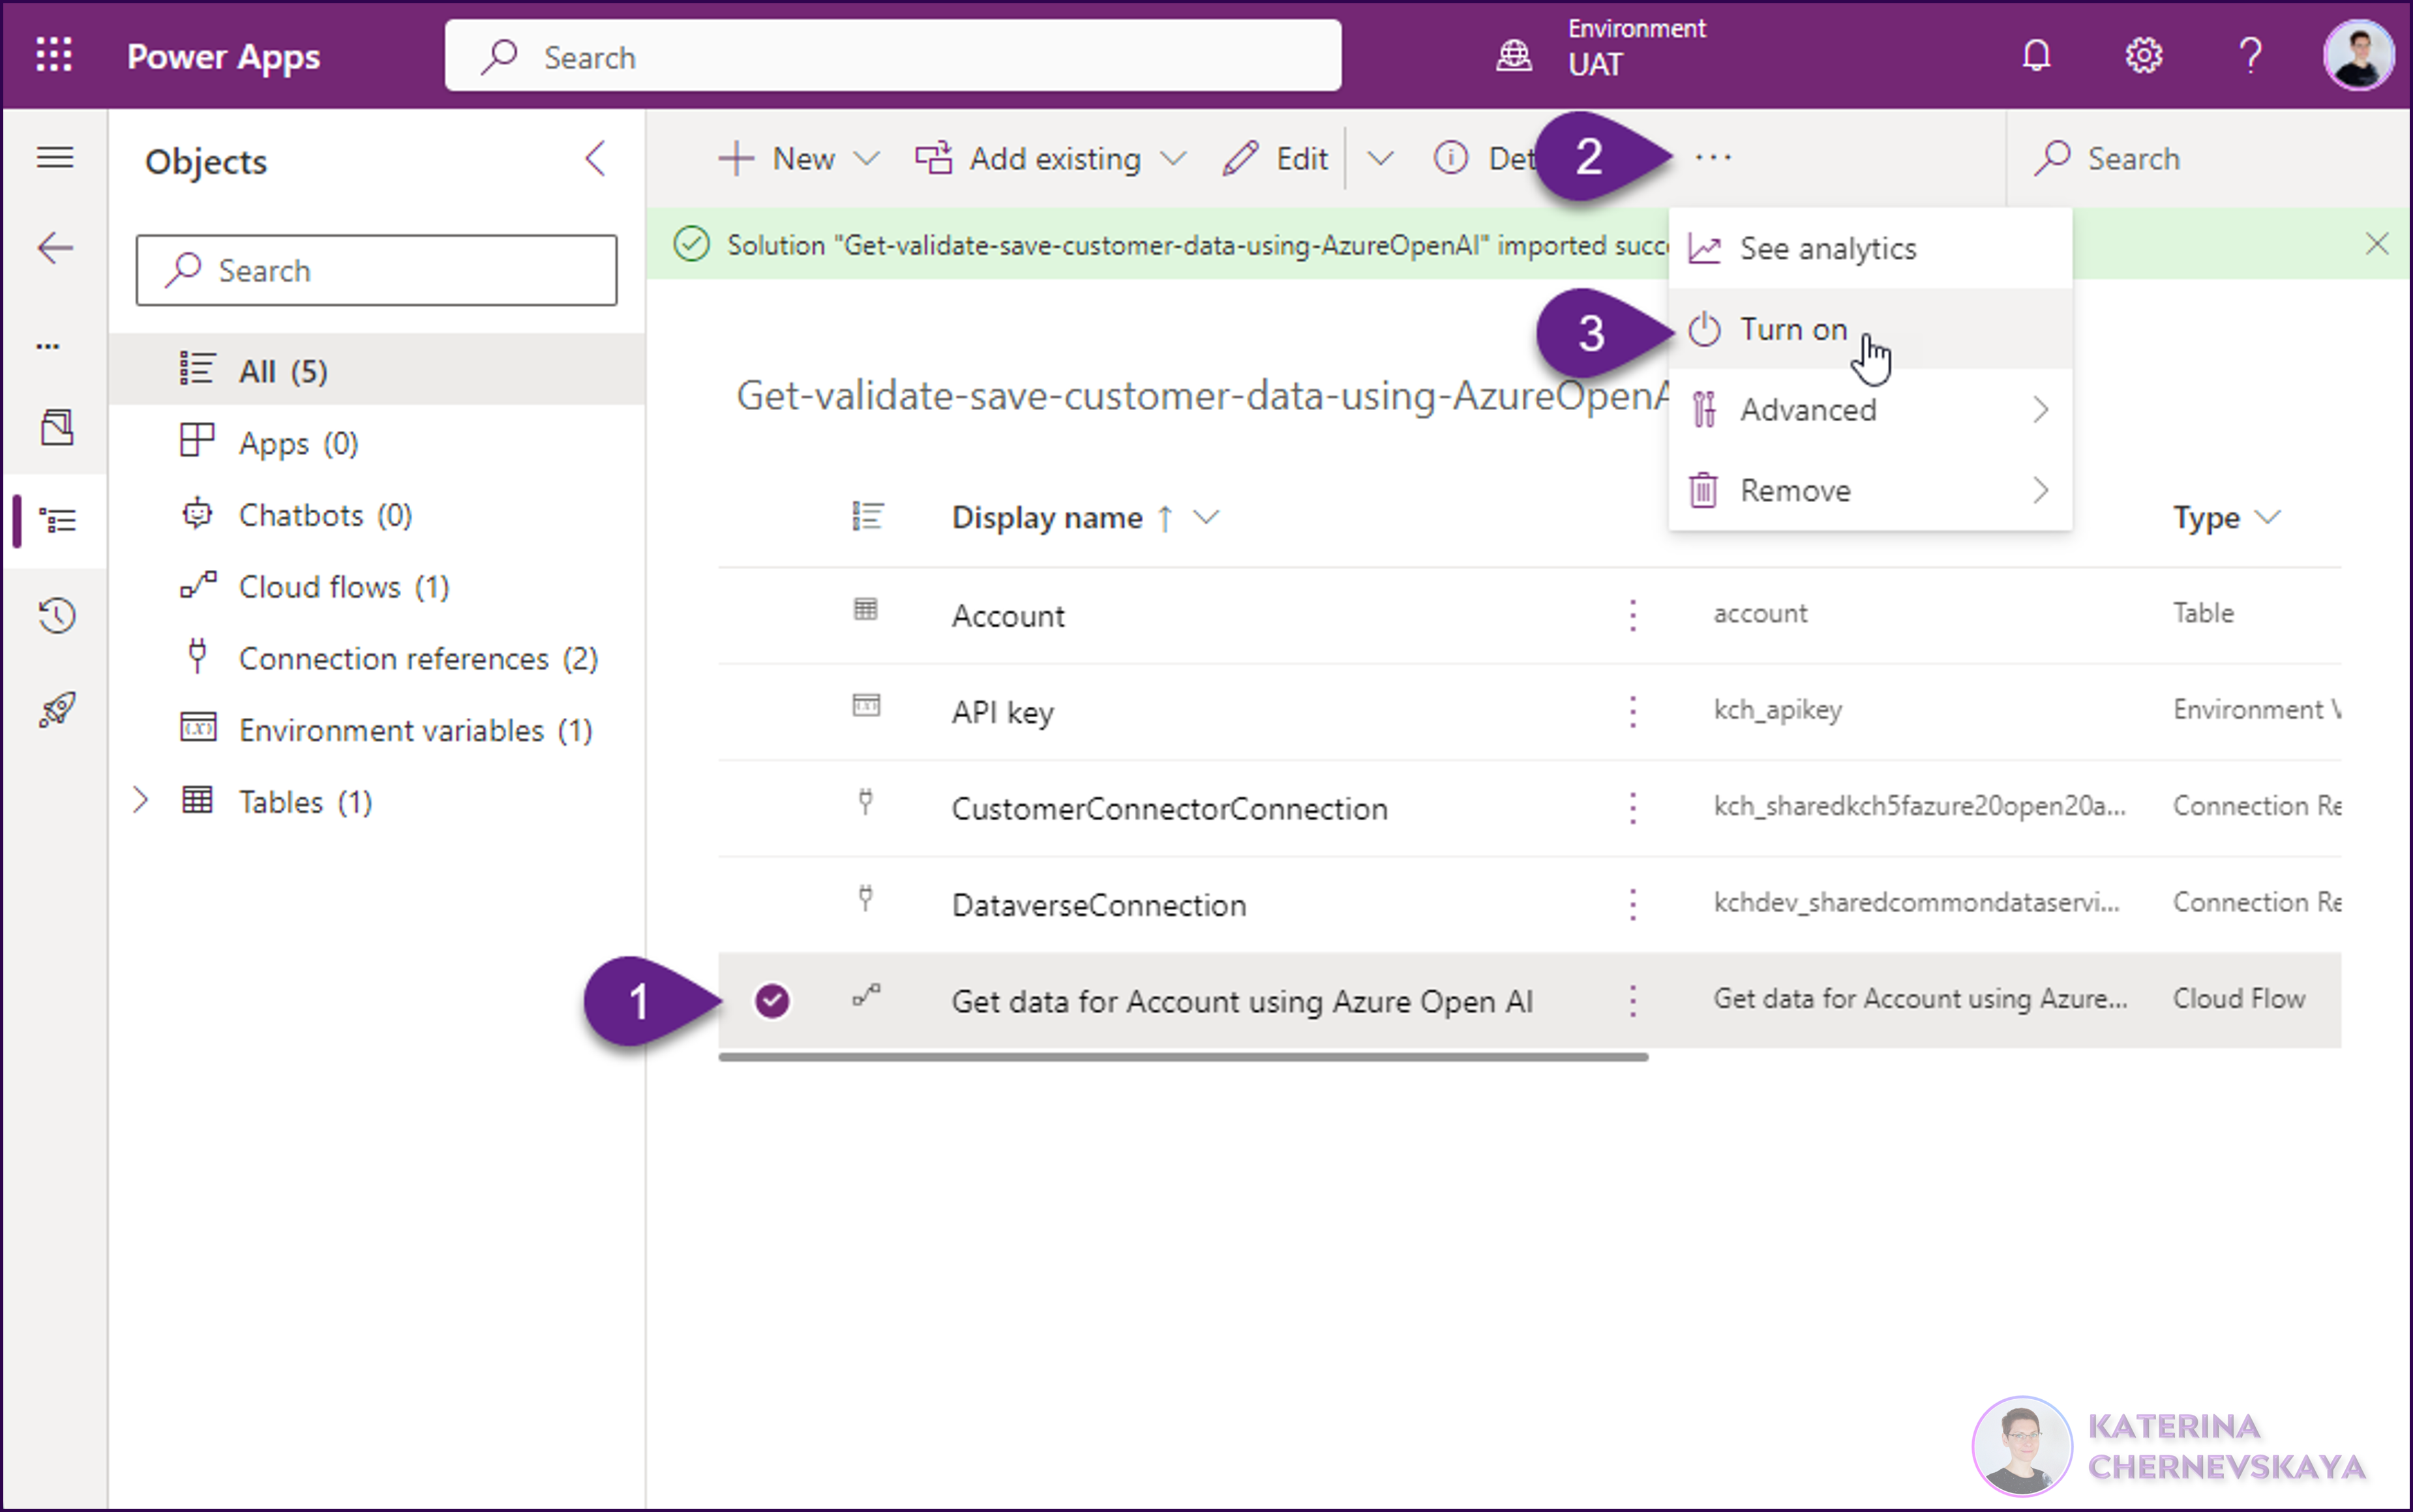 Power Apps
Search
Environment
UAT
Objects
Search
All (5)
Apps (0)
Chatbots (0)
Cloud flows (1)
Connection references (2)
Environment variables (1)
Tables (1)
New
Add existing
Edit
Det
2
...
Search
Solution "Get-validate-save-customer-data-using-AzureOpenAI" imported succe
See analytics
3
Turn on
Advanced
Remove
Get-validate-save-customer-data-using-AzureOpenA
Display name ↑
Type
Account
account
Table
API key
kch_apikey
Environment V
CustomerConnectorConnection
kch_sharedkch5fazure20open20a...
Connection Re
DataverseConnection
kchdev_sharedcommondataservi...
Connection Re
1
Get data for Account using Azure Open AI
Get data for Account using Azure...
Cloud Flow
KATERINA
CHERNEVSKAYA